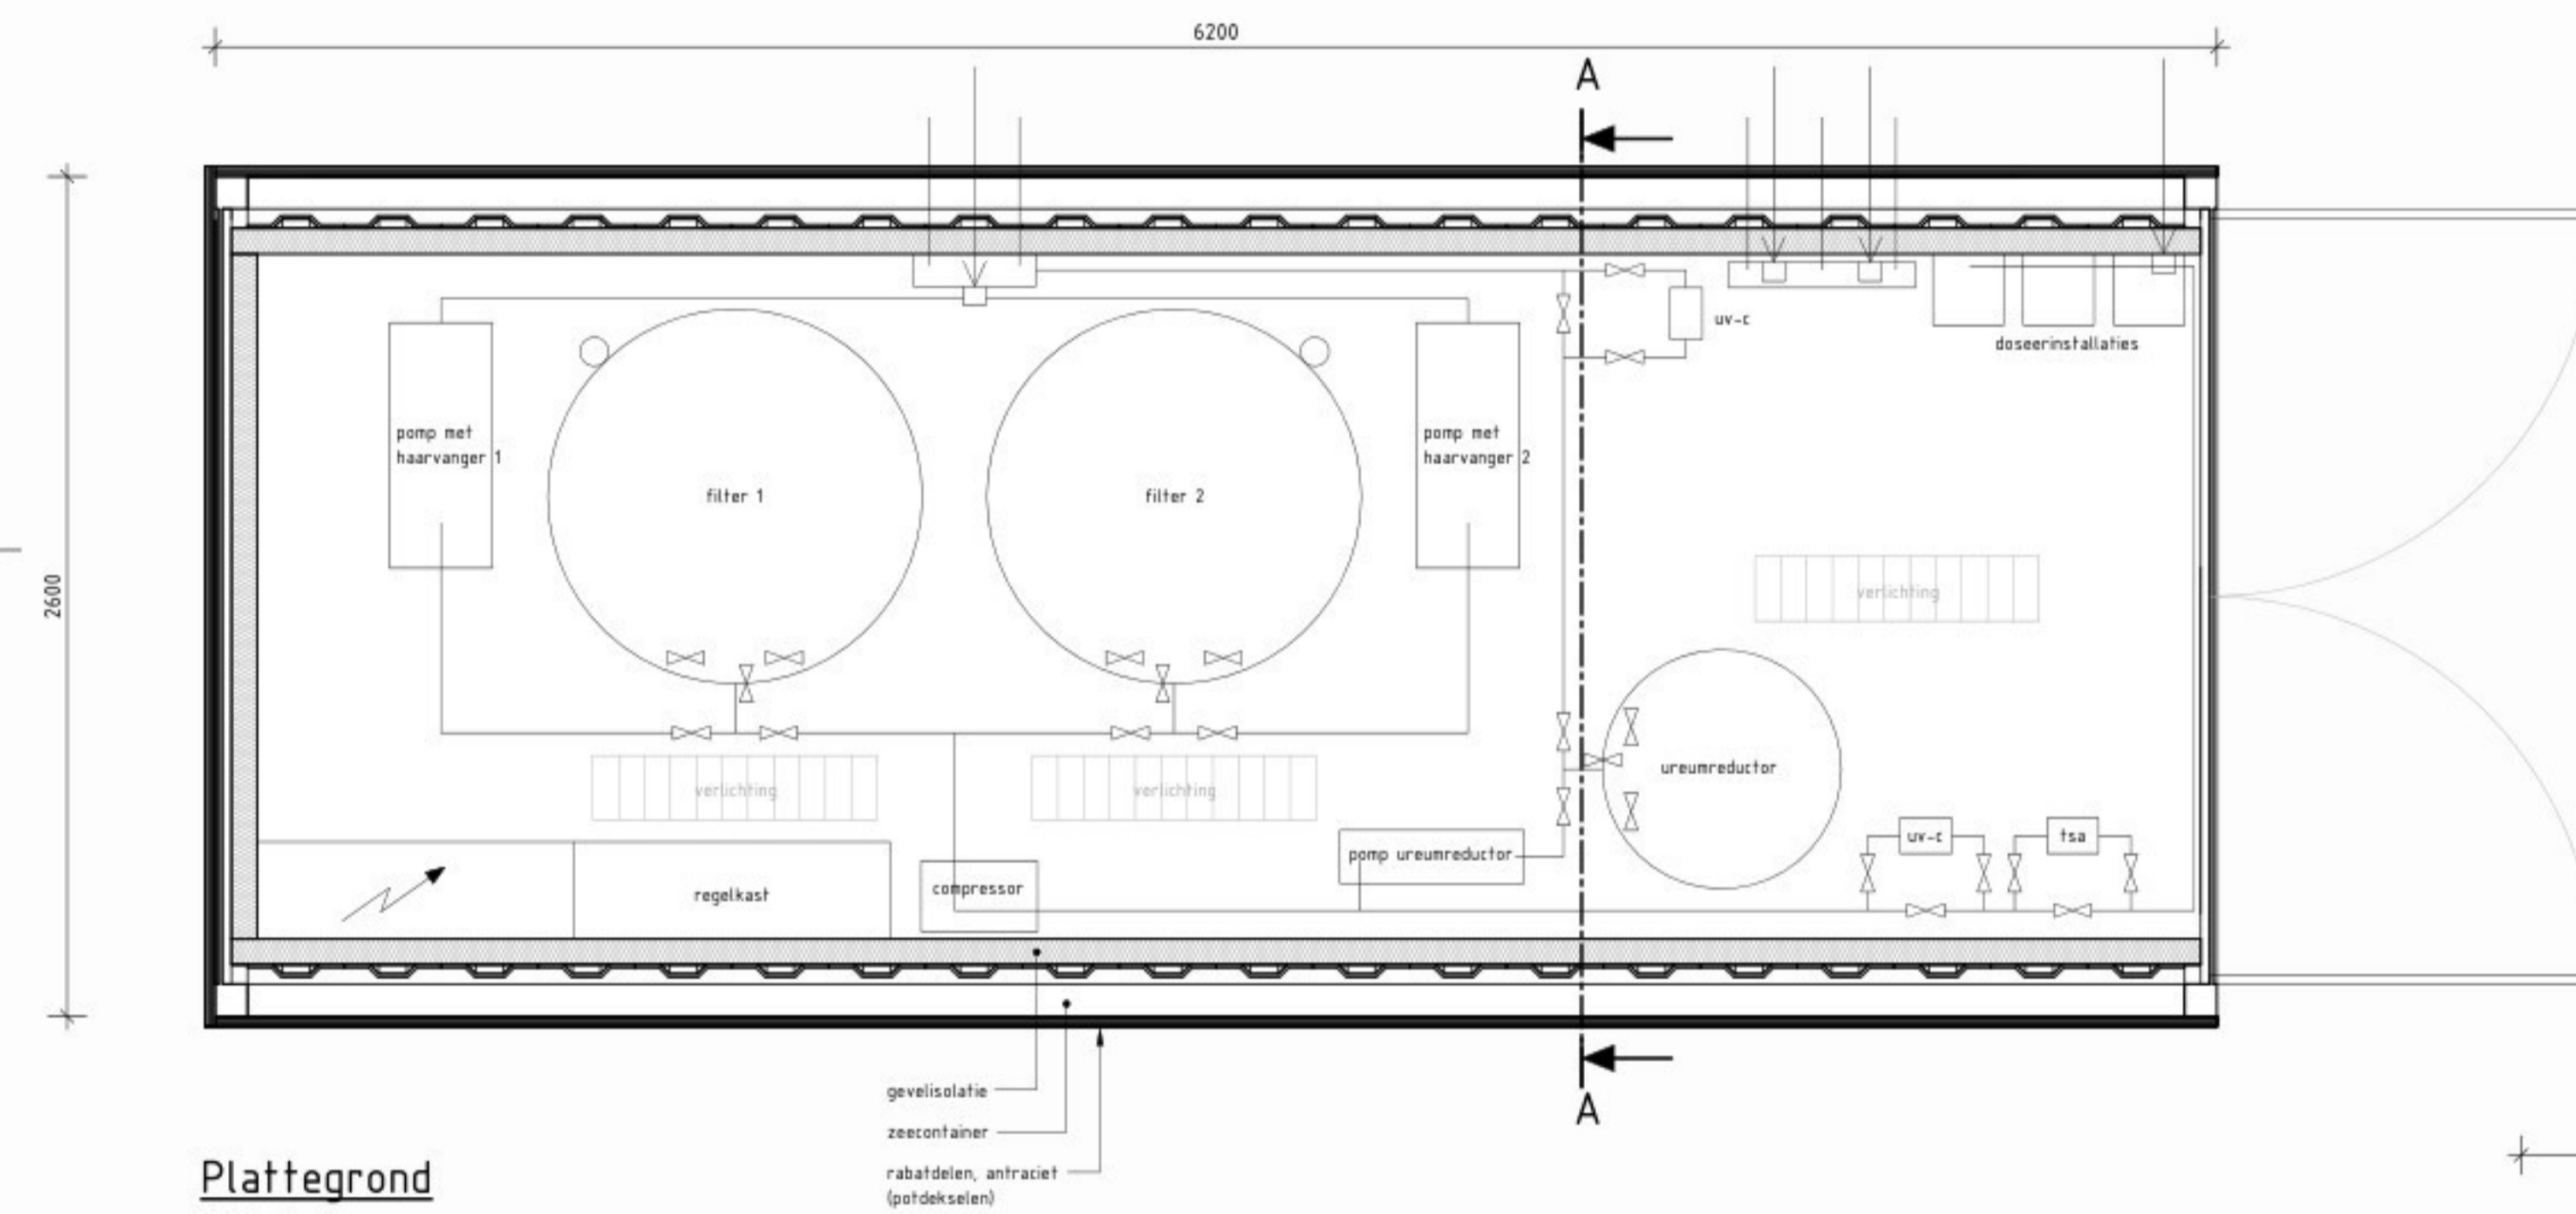 6200
A
uv-c
doseerinstallaties
pomp met
haarvanger 1
pomp met
haarvanger 2
filter 1
filter 2
2600
verlichting
ureumreductor
verlichting
verlichting
uv-c
tsa
pomp ureumreductor
compressor
regelkast
gevelisolatie
A
zeecontainer
rabatdelen, antraciet
(potdekselen)
Plattegrond